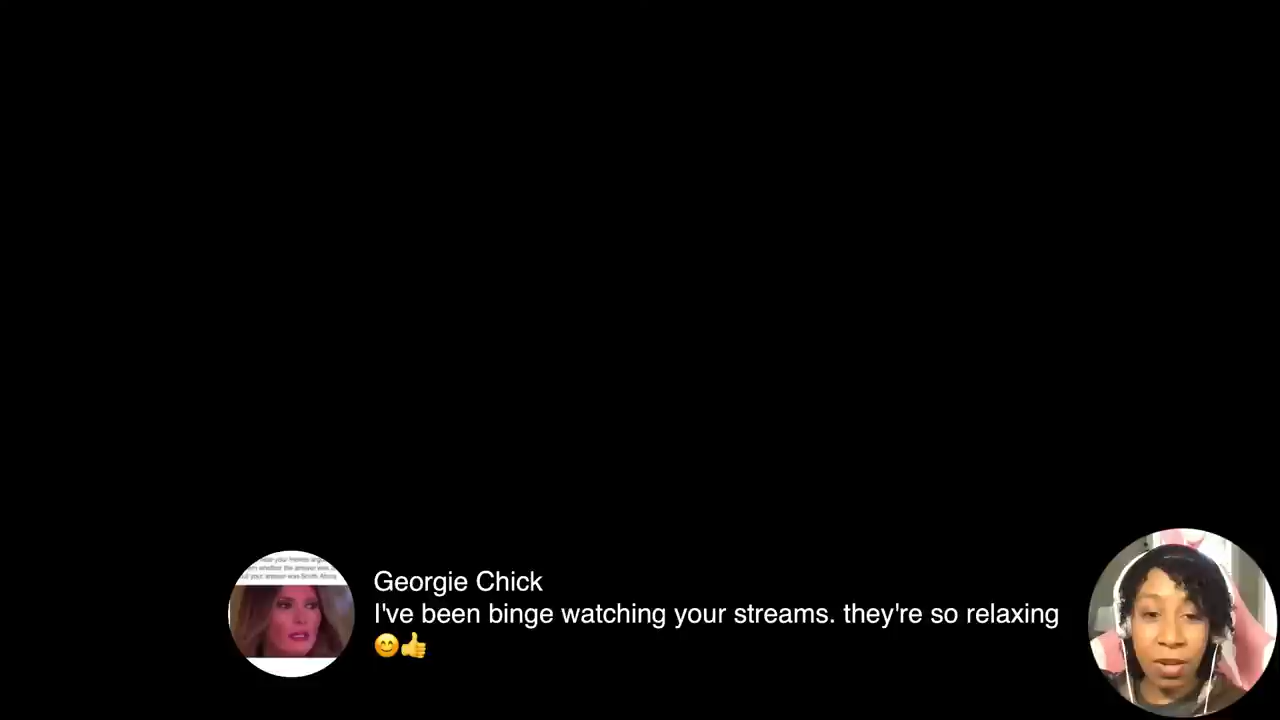 Georgie Chick
I've been binge watching your streams. they're so relaxing
😊👍